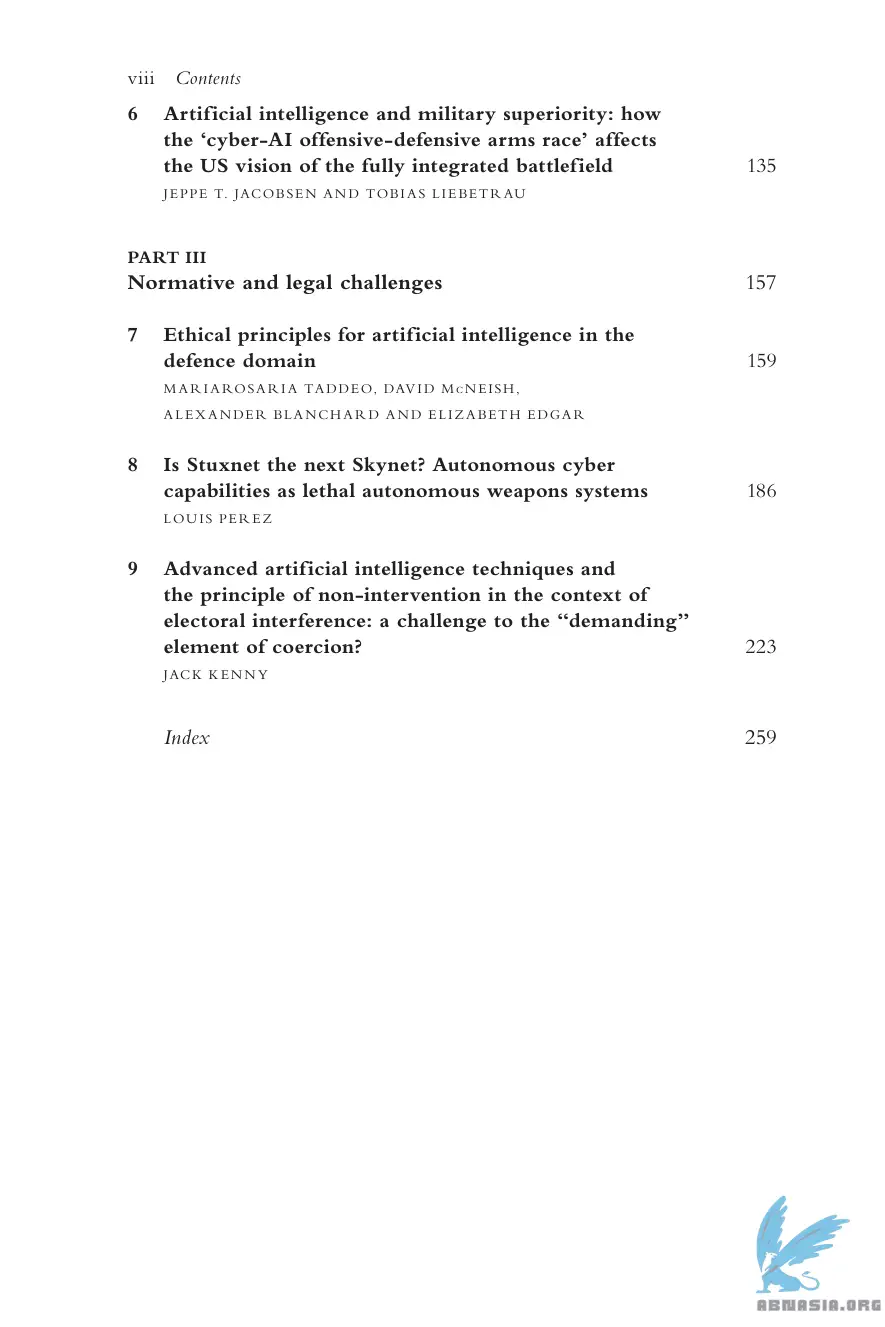 viii Contents
6 Artificial intelligence and military superiority: how
the ‘cyber-AI offensive-defensive arms race’ affects
the US vision of the fully integrated battlefield 135
JEPPE T. JACOBSEN AND TOBIAS LIEBETRAU
PART III
Normative and legal challenges 157
7 Ethical principles for artificial intelligence in the
defence domain 159
MARIAROSARIA TADDEO, DAVID McNEISH,
ALEXANDER BLANCHARD AND ELIZABETH EDGAR
8 Is Stuxnet the next Skynet? Autonomous cyber
capabilities as lethal autonomous weapons systems 186
LOUIS PEREZ
9 Advanced artificial intelligence techniques and
the principle of non-intervention in the context of
electoral interference: a challenge to the “demanding”
element of coercion? 223
JACK KENNY
Index 259
ABNASIA.ORG